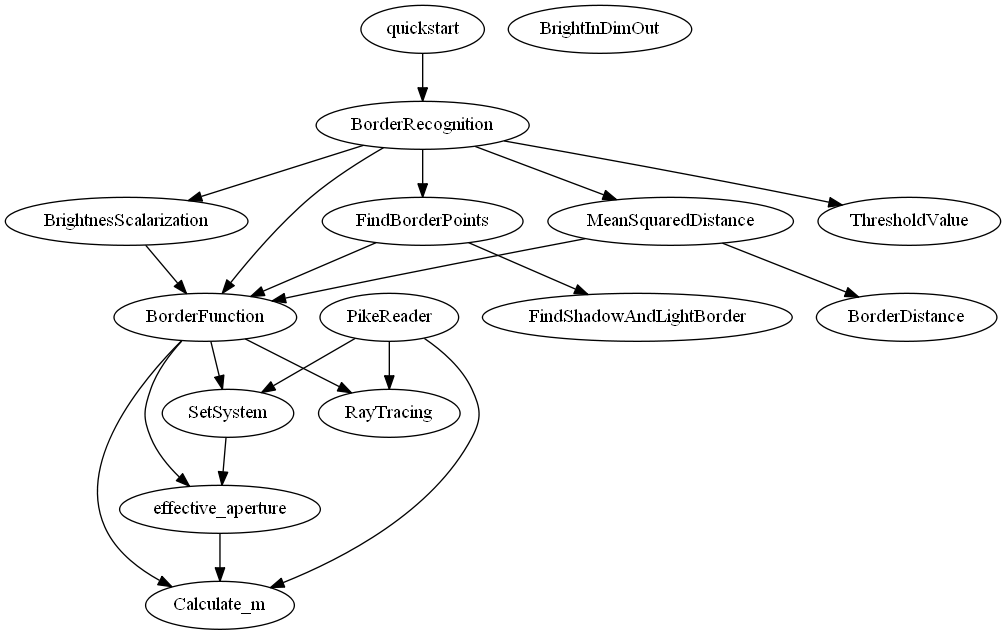 quickstart
BrightInDimOut
BorderRecognition
BrightnesScalarization
FindBorderPoints
MeanSquaredDistance
ThresholdValue
BorderFunction
PikeReader
FindShadowAndLightBorder
BorderDistance
SetSystem
RayTracing
effective_aperture
Calculate_m